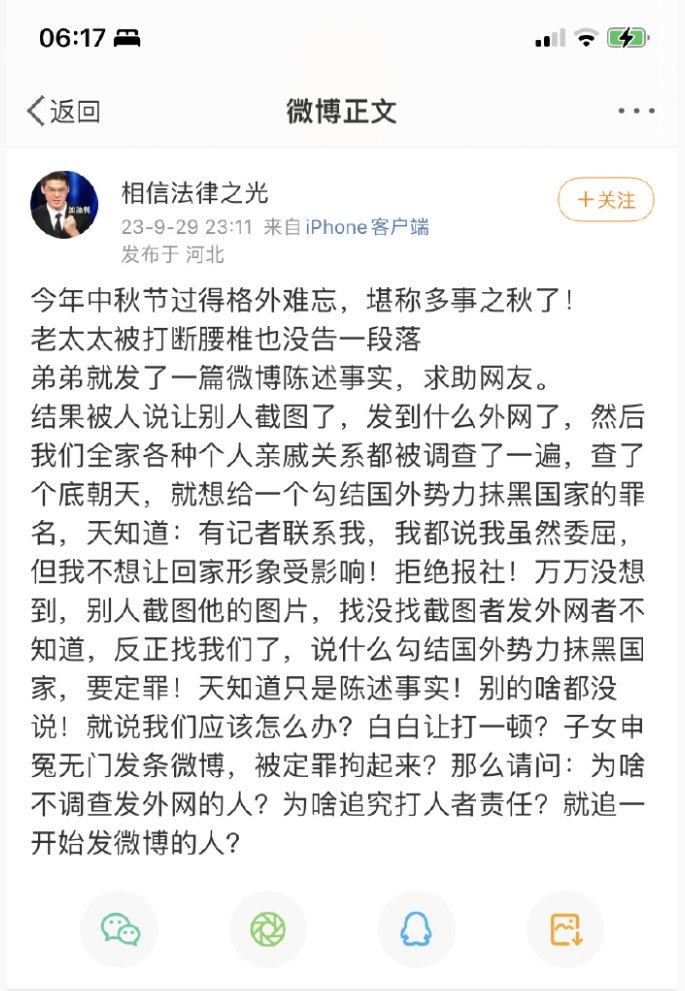 06:17
返回
微博正文
相信法律之光
加油鸭
＋关注
23-9-29 23:11 来自 iPhone客户端
发布于 河北
今年中秋节过得格外难忘，堪称多事之秋了！
老太太被打断腰椎也没告一段落
弟弟就发了一篇微博陈述事实，求助网友。
结果被人说让别人截图了，发到什么外网了，然后
我们全家各种个人亲戚关系都被调查了一遍，查了
个底朝天，就想给一个勾结国外势力抹黑国家的罪
名，天知道：有记者联系我，我都说我虽然委屈，
但我不想让回家形象受影响！拒绝报社！万万没想
到，别人截图他的图片，找没找截图者发外网者不
知道，反正找我们了，说什么勾结国外势力抹黑国
家，要定罪！天知道只是陈述事实！别的啥都没
说！就说我们应该怎么办？白白让打一顿？子女申
冤无门发条微博，被定罪拘起来？那么请问：为啥
不调查发外网的人？为啥追究打人者责任？就追一
开始发微博的人？